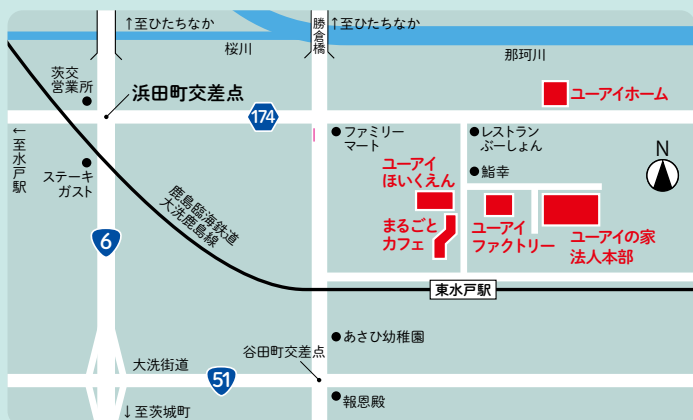 ↑至ひたちなか
勝倉橋
↑至ひたちなか
桜川
那珂川
茨交
営業所
浜田町交差点
174
ユーアイホーム
←至水戸駅
ファミリー
マート
レストラン
ぶーしょん
N
ステーキ
ガスト
ユーアイ
ほいくえん
鮨幸
鹿島臨海鉄道
大洗鹿島線
まるごと
カフェ
ユーアイ
ファクトリー
ユーアイの家
法人本部
6
東水戸駅
あさひ幼稚園
谷田町交差点
大洗街道
51
報恩殿
↓至茨城町